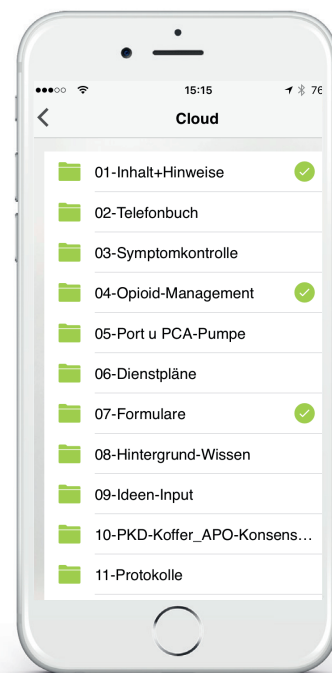 15:15
76
Cloud
01-Inhalt+Hinweise
02-Telefonbuch
03-Symptomkontrolle
04-Opioid-Management
05-Port u PCA-Pumpe
06-Dienstpläne
07-Formulare
08-Hintergrund-Wissen
09-Ideen-Input
10-PKD-Koffer_APO-Konsens…
11-Protokolle